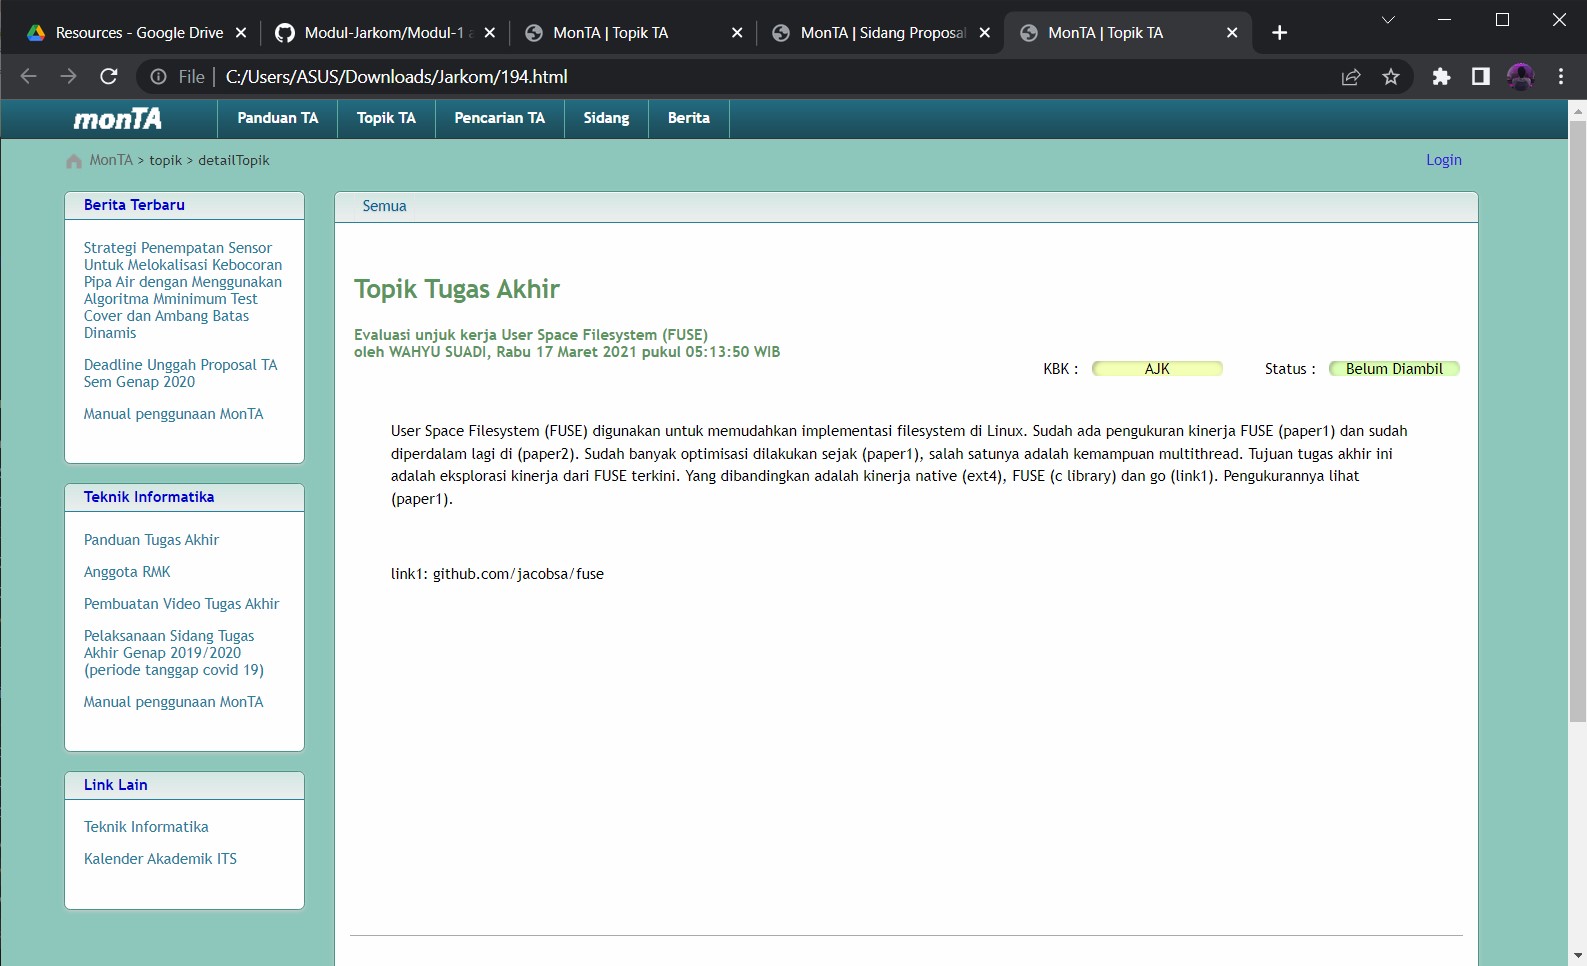 Resources - Google Drive
Modul-Jarkom/Modul-1
MonTA | Topik TA
MonTA | Sidang Proposal
MonTA | Topik TA
File
C:/Users/ASUS/Downloads/Jarkom/194.html
monTA
Panduan TA
Topik TA
Pencarian TA
Sidang
Berita
MonTA > topik > detailTopik
Login
Berita Terbaru
Strategi Penempatan Sensor
Untuk Melokalisasi Kebocoran
Pipa Air dengan Menggunakan
Algoritma Mminimum Test
Cover dan Ambang Batas
Dinamis
Deadline Unggah Proposal TA
Sem Genap 2020
Manual penggunaan MonTA
Teknik Informatika
Panduan Tugas Akhir
Anggota RMK
Pembuatan Video Tugas Akhir
Pelaksanaan Sidang Tugas
Akhir Genap 2019/2020
(periode tanggap covid 19)
Manual penggunaan MonTA
Link Lain
Teknik Informatika
Kalender Akademik ITS
Semua
Topik Tugas Akhir
Evaluasi unjuk kerja User Space Filesystem (FUSE)
oleh WAHYU SUADI, Rabu 17 Maret 2021 pukul 05:13:50 WIB
KBK : AJK Status : Belum Diambil
User Space Filesystem (FUSE) digunakan untuk memudahkan implementasi filesystem di Linux. Sudah ada pengukuran kinerja FUSE (paper1) dan sudah
diperdalam lagi di (paper2). Sudah banyak optimisasi dilakukan sejak (paper1), salah satunya adalah kemampuan multithread. Tujuan tugas akhir ini
adalah eksplorasi kinerja dari FUSE terkini. Yang dibandingkan adalah kinerja native (ext4), FUSE (c library) dan go (link1). Pengukurannya lihat
(paper1).
link1: github.com/jacobsa/fuse